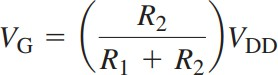 V_G = (R_2 / (R_1 + R_2)) V_DD